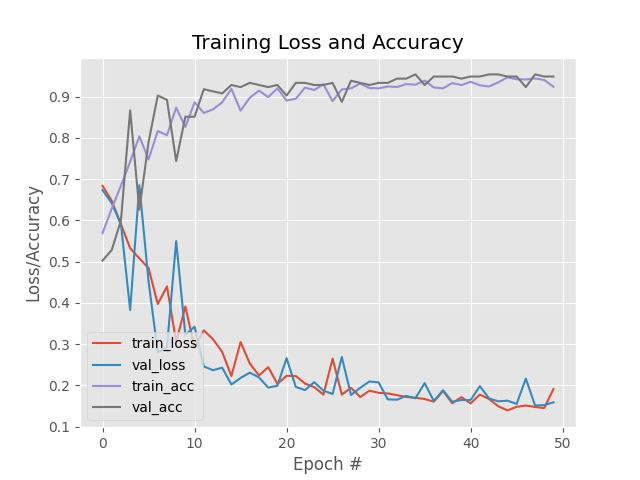 Training Loss and Accuracy
Loss/Accuracy
0.9
0.8
0.7
0.6
0.5
0.4
0.3
0.2
0.1
train_loss
val_loss
train_acc
val_acc
0
10
20
30
40
50
Epoch #